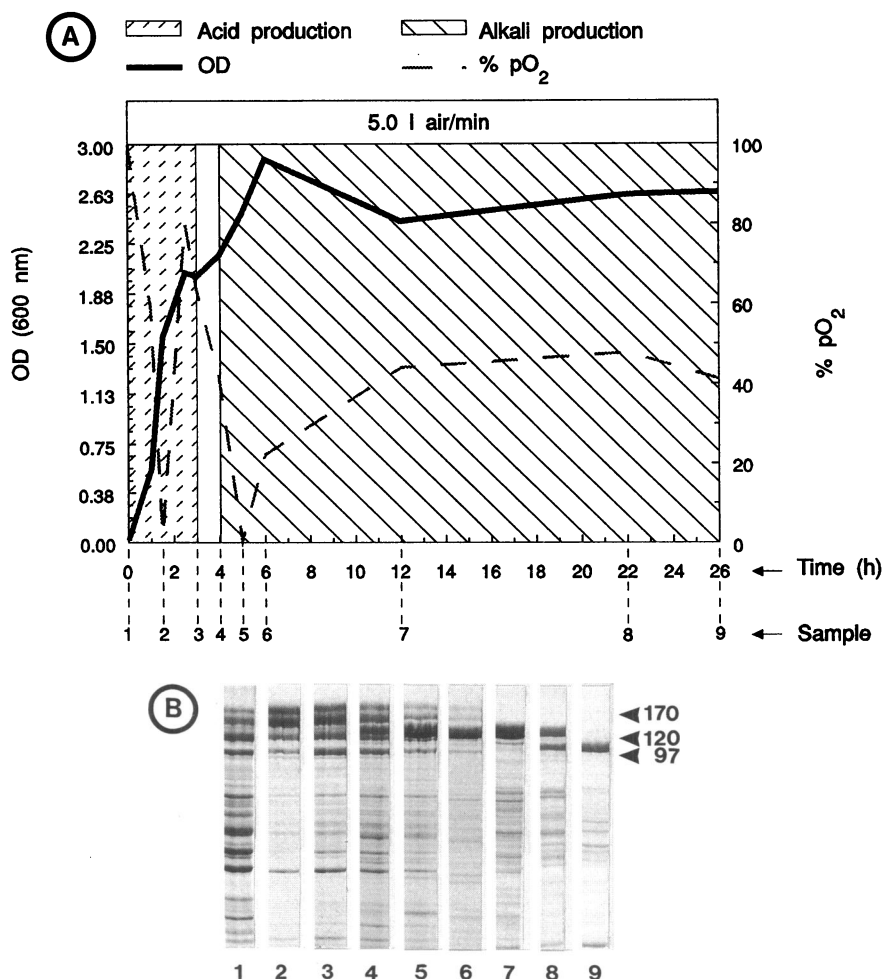 A
Acid production
Alkali production
OD
% pO2
5.0 l air/min
3.00
2.63
2.25
1.88
1.50
1.13
0.75
0.38
0.00
OD (600 nm)
100
80
60
40
20
0
% pO2
0 2 4 6 8 10 12 14 16 18 20 22 24 26
Time (h)
1 2 3 4 5 6 7 8 9
Sample
B
170
120
97
1 2 3 4 5 6 7 8 9